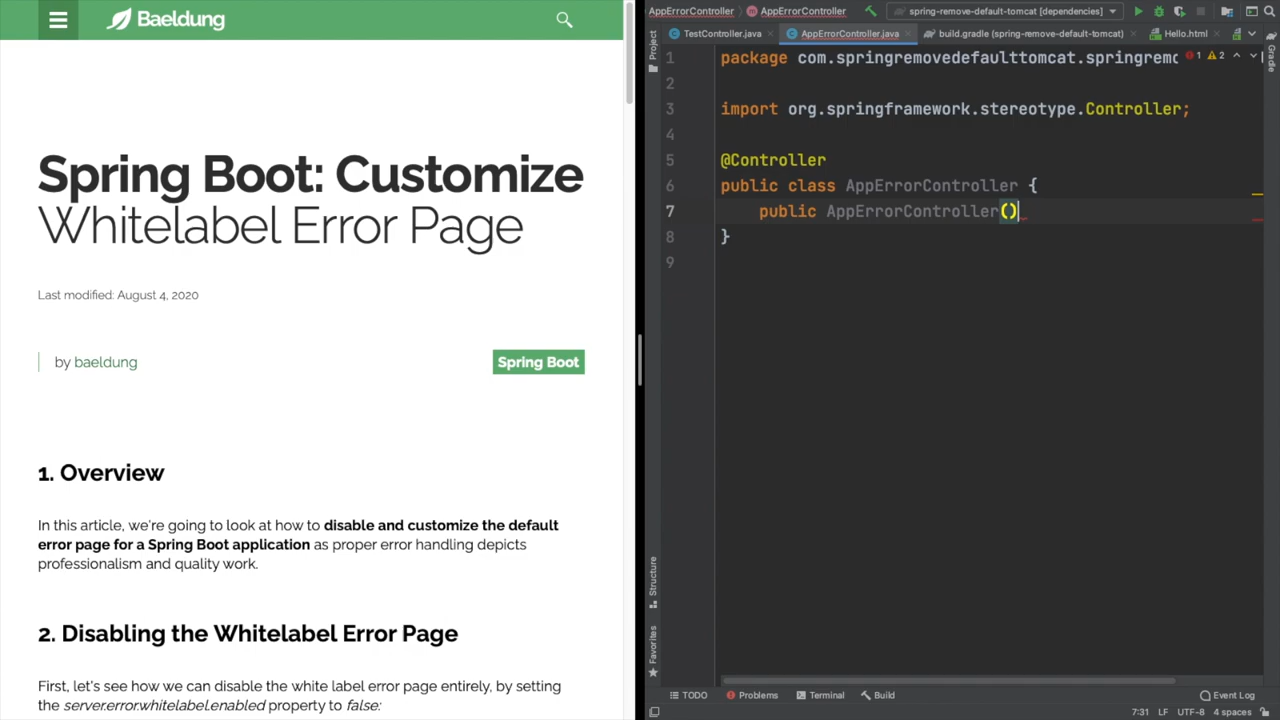 Baeldung
Spring Boot: Customize
Whitelabel Error Page
Last modified: August 4, 2020
by baeldung
Spring Boot
1. Overview
In this article, we're going to look at how to disable and customize the default
error page for a Spring Boot application as proper error handling depicts
professionalism and quality work.
2. Disabling the Whitelabel Error Page
First, let's see how we can disable the white label error page entirely, by setting
the server.error.whitelabel.enabled property to false:
AppErrorController AppErrorController spring-remove-default-tomcat [dependencies]
TestController.java AppErrorController.java build.gradle (spring-remove-default-tomcat) Hello.html
Project
Gradle
1 package com.springremovedefaulttomcat.springremo 1 2
2
3 import org.springframework.stereotype.Controller;
4
5 @Controller
6 public class AppErrorController {
7 public AppErrorController()
8 }
9
Structure
Favorites
TODO Problems Terminal Build Event Log
7:31 LF UTF-8 4 spaces